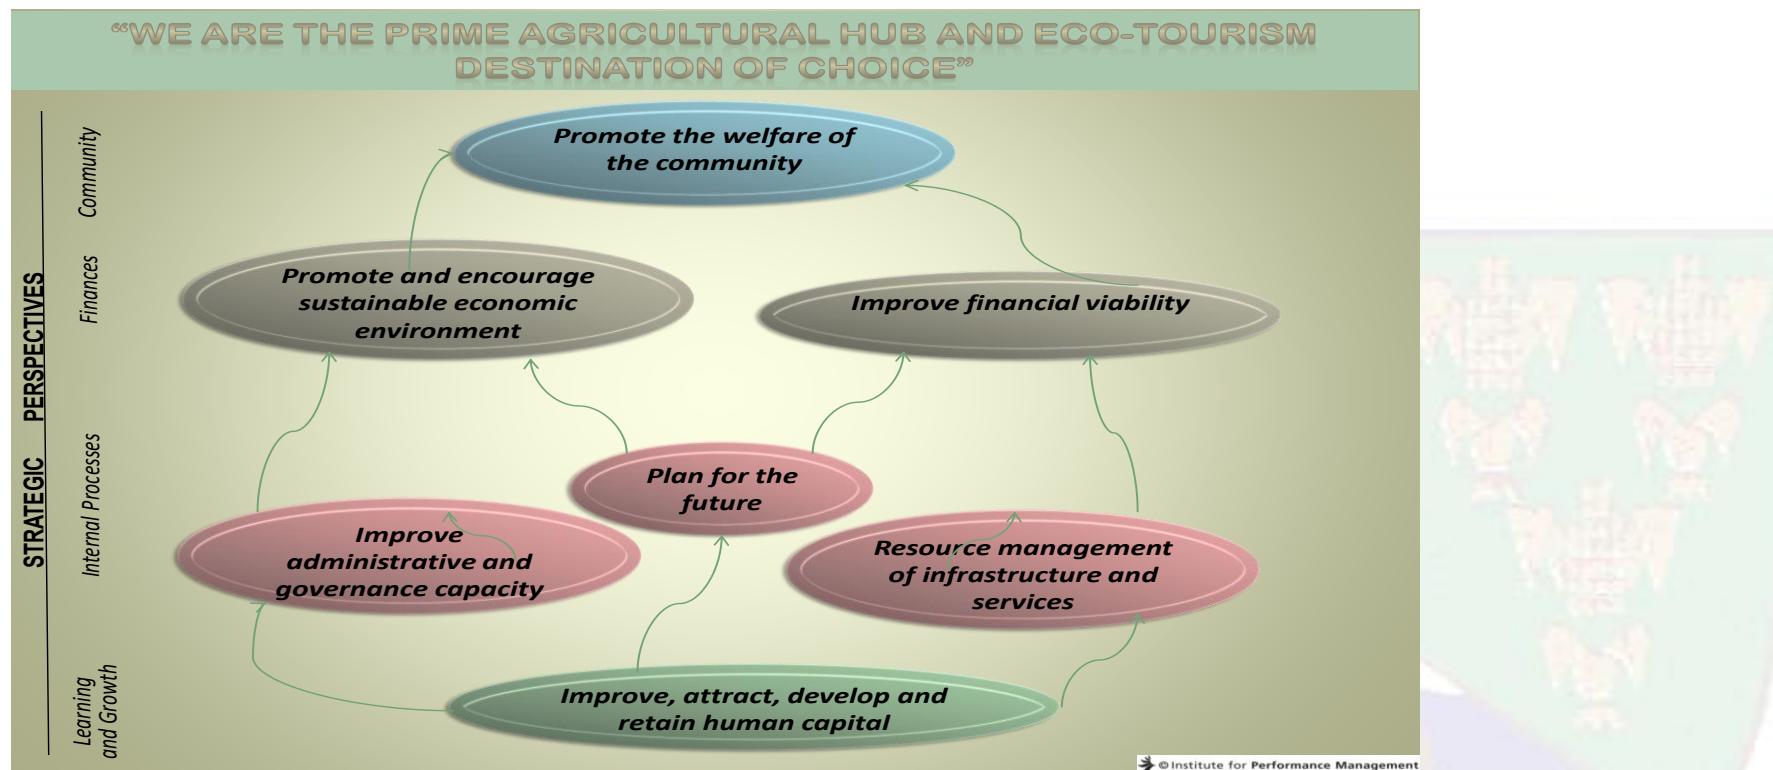 “WE ARE THE PRIME AGRICULTURAL HUB AND ECO-TOURISM
DESTINATION OF CHOICE”
STRATEGIC PERSPECTIVES
Community
Promote the welfare of
the community
Finances
Promote and encourage
sustainable economic
environment
Improve financial viability
Internal Processes
Plan for the
future
Improve
administrative and
governance capacity
Resource management
of infrastructure and
services
Learning
and Growth
Improve, attract, develop and
retain human capital
© Institute for Performance Management